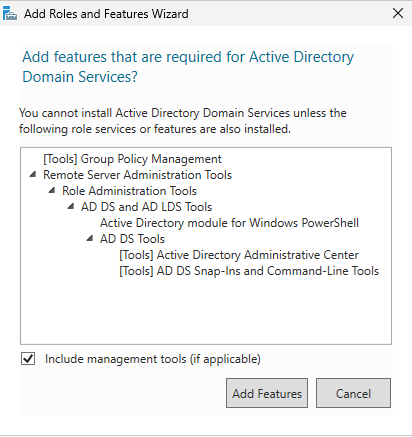 Add Roles and Features Wizard
Add features that are required for Active Directory
Domain Services?
You cannot install Active Directory Domain Services unless the
following role services or features are also installed.
[Tools] Group Policy Management
Remote Server Administration Tools
Role Administration Tools
AD DS and AD LDS Tools
Active Directory module for Windows PowerShell
AD DS Tools
[Tools] Active Directory Administrative Center
[Tools] AD DS Snap-Ins and Command-Line Tools
Include management tools (if applicable)
Add Features
Cancel